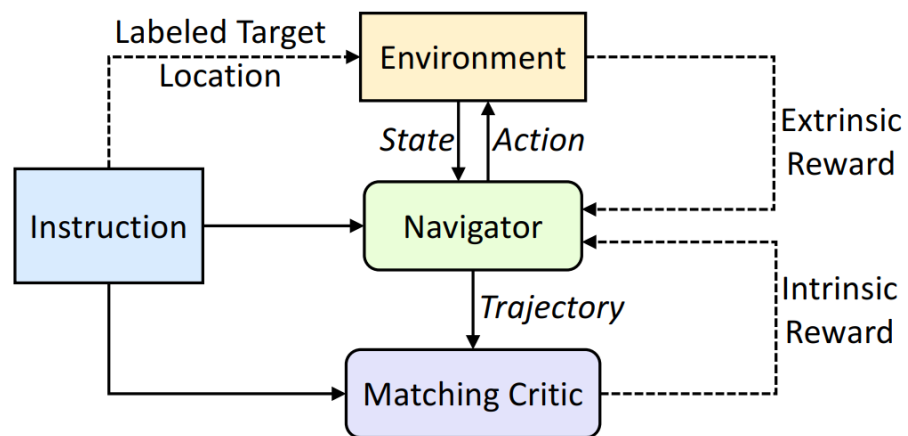 Labeled Target
Location
Environment
State
Action
Extrinsic
Reward
Instruction
Navigator
Trajectory
Intrinsic
Reward
Matching Critic